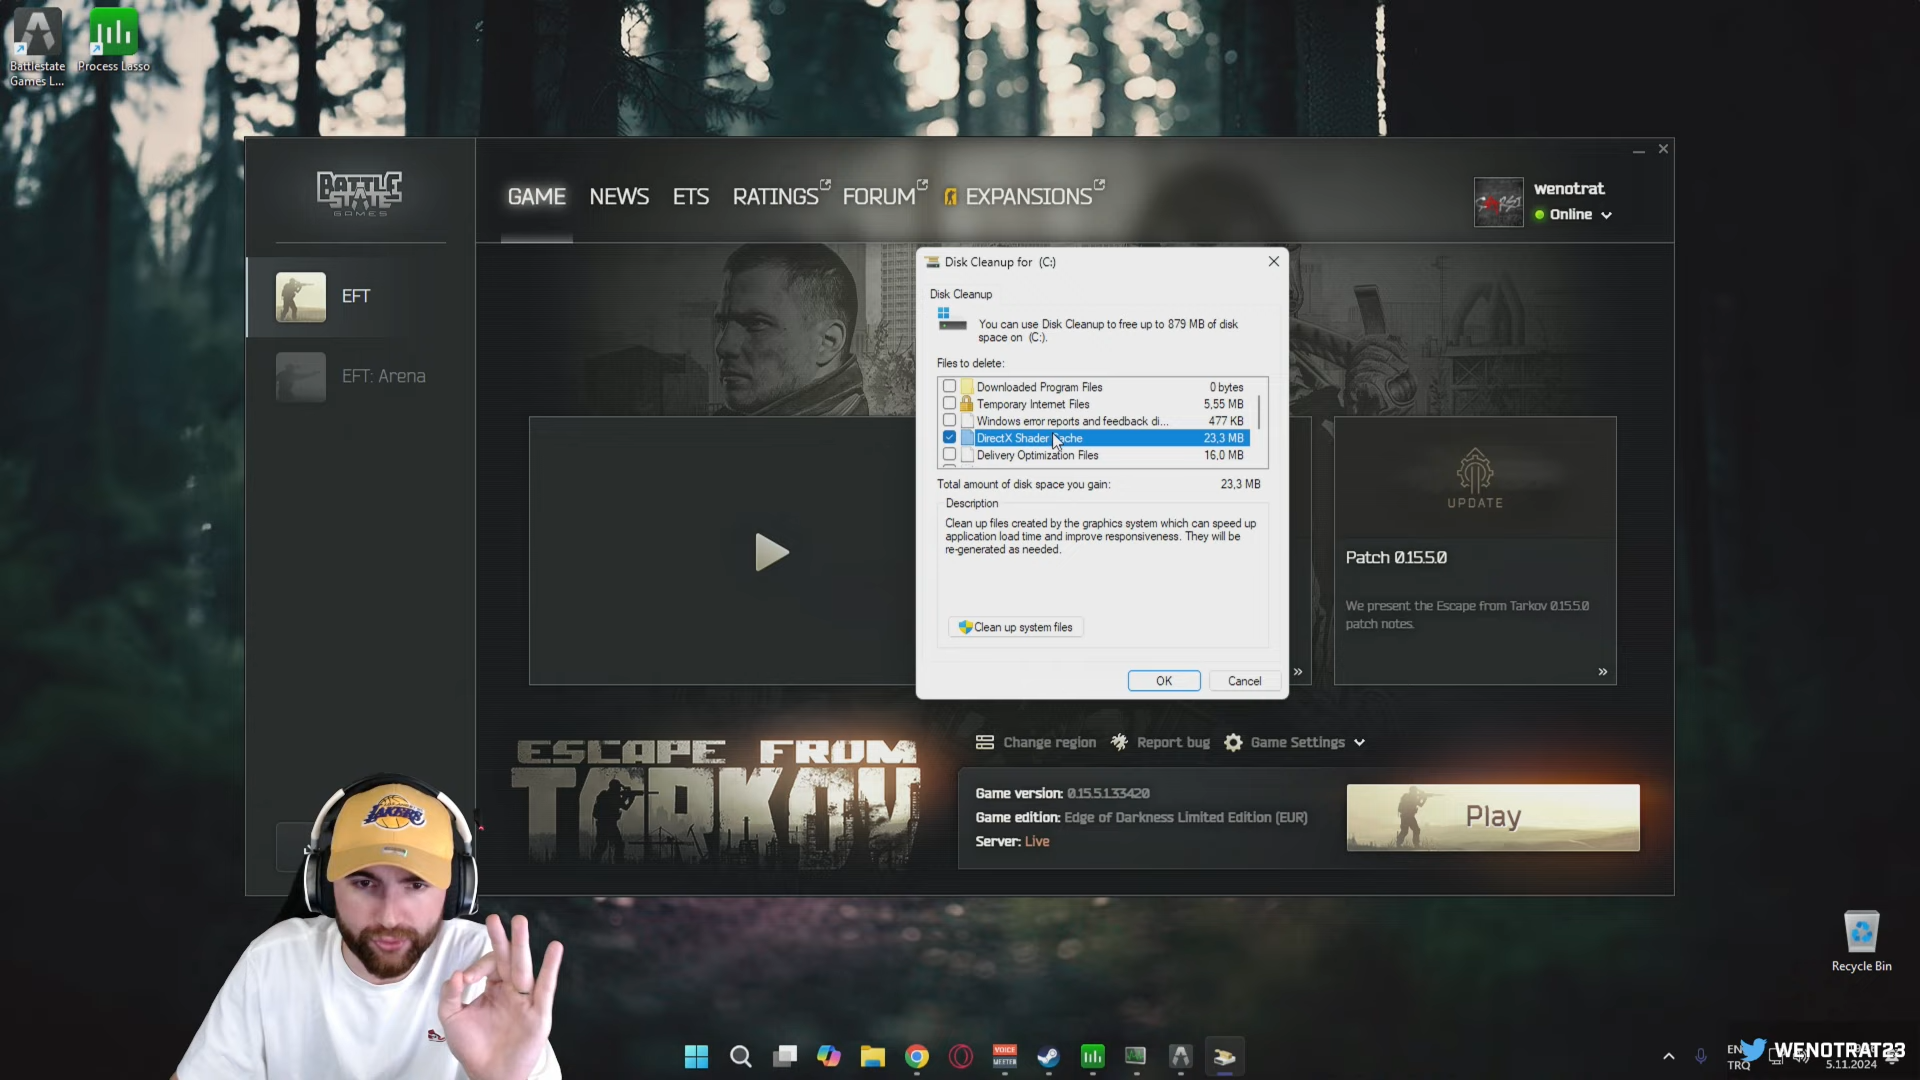 Battlestate
Games L...
Process Lasso
BATTLE
STATE
GAMES
GAME
NEWS
ETS
RATINGS
FORUM
EXPANSIONS
wenotrat
Online
EFT
EFT: Arena
Disk Cleanup for (C:)
Disk Cleanup
You can use Disk Cleanup to free up to 879 MB of disk
space on (C:).
Files to delete:
Downloaded Program Files 0 bytes
Temporary Internet Files 5,55 MB
Windows error reports and feedback di... 477 KB
DirectX Shader Cache 23,3 MB
Delivery Optimization Files 16,0 MB
Total amount of disk space you gain: 23,3 MB
Description
Clean up files created by the graphics system which can speed up
application load time and improve responsiveness. They will be
re-generated as needed.
Clean up system files
OK
Cancel
UPDATE
Patch 0.15.5.0
We present the Escape from Tarkov 0.15.5.0
patch notes.
ESCAPE FROM
TARKOV
Change region
Report bug
Game Settings
Game version: 0.15.5.1.33420
Game edition: Edge of Darkness Limited Edition (EUR)
Server: Live
Play
LAKERS
Recycle Bin
VOICE
MEETER
TRQ
WENOTRAT23
5.11.2024